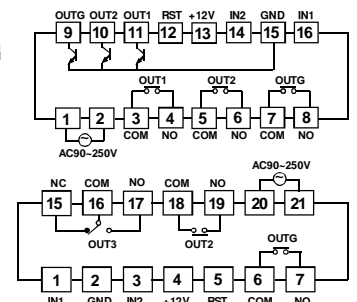 OUTG OUT2 OUT1 RST +12V IN2 GND IN1
9 10 11 12 13 14 15 16
OUT1 OUT2 OUTG
1 2 3 4 5 6 7 8
COM NO COM NO COM NO
AC90~250V
AC90~250V
NC COM NO COM NO
15 16 17 18 19 20 21
OUT3 OUT2
OUTG
1 2 3 4 5 6 7
IN1 GND IN2 +12V RST COM NO